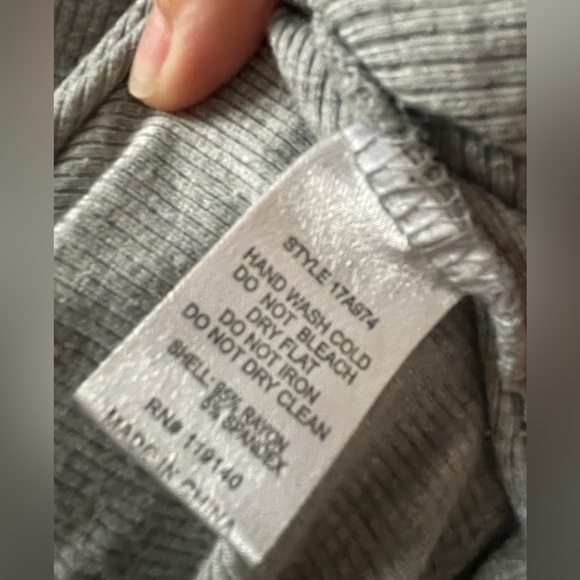 STYLE 17A974
HAND WASH COLD
DO NOT BLEACH
DRY FLAT
DO NOT IRON
DO NOT DRY CLEAN
SHELL: RAYON
5% SPANDEX
RN# 119140
MADE IN CHINA